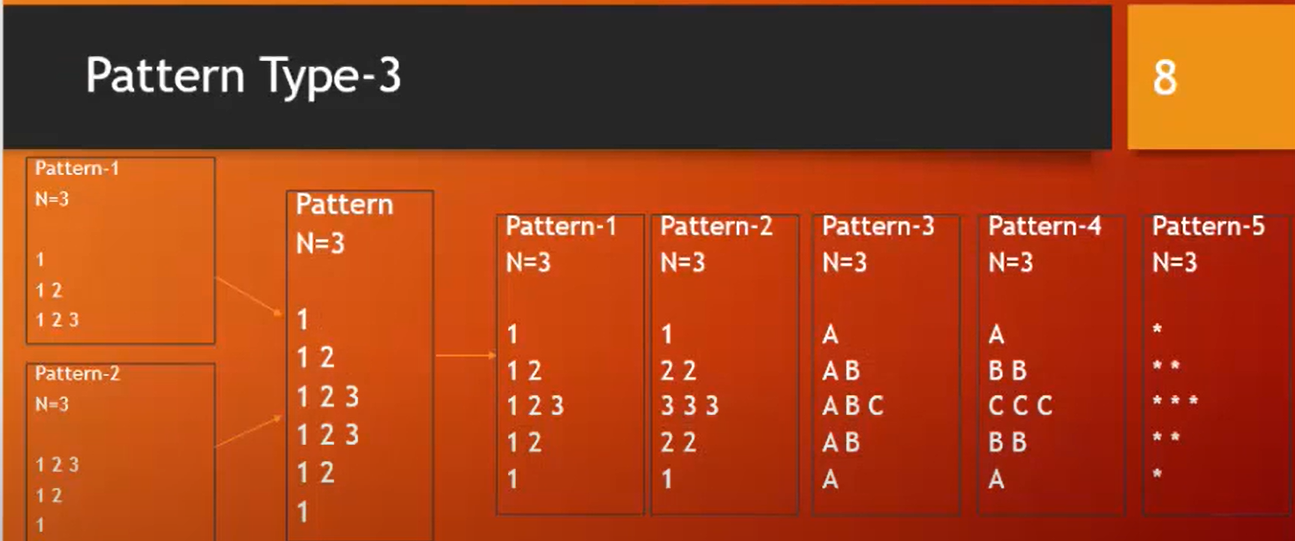 Pattern Type-3
8
Pattern-1
N=3
1
1 2
1 2 3
Pattern-2
N=3
1 2 3
1 2
1
Pattern
N=3
1
1 2
1 2 3
1 2 3
1 2
1
Pattern-1
N=3
1
1 2
1 2 3
1 2
1
Pattern-2
N=3
1
2 2
3 3 3
2 2
1
Pattern-3
N=3
A
A B
A B C
A B
A
Pattern-4
N=3
A
B B
C C C
B B
A
Pattern-5
N=3
*
* *
* * *
* *
*